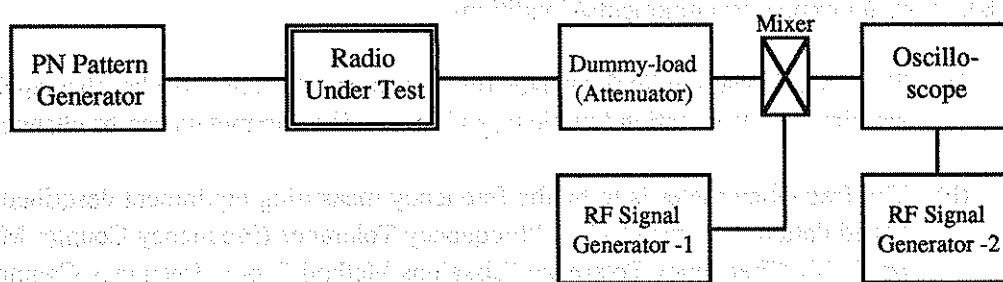 Mixer
PN Pattern
Generator
Radio
Under Test
Dummy-load
(Attenuator)
Oscillo-
scope
RF Signal
Generator -1
RF Signal
Generator -2